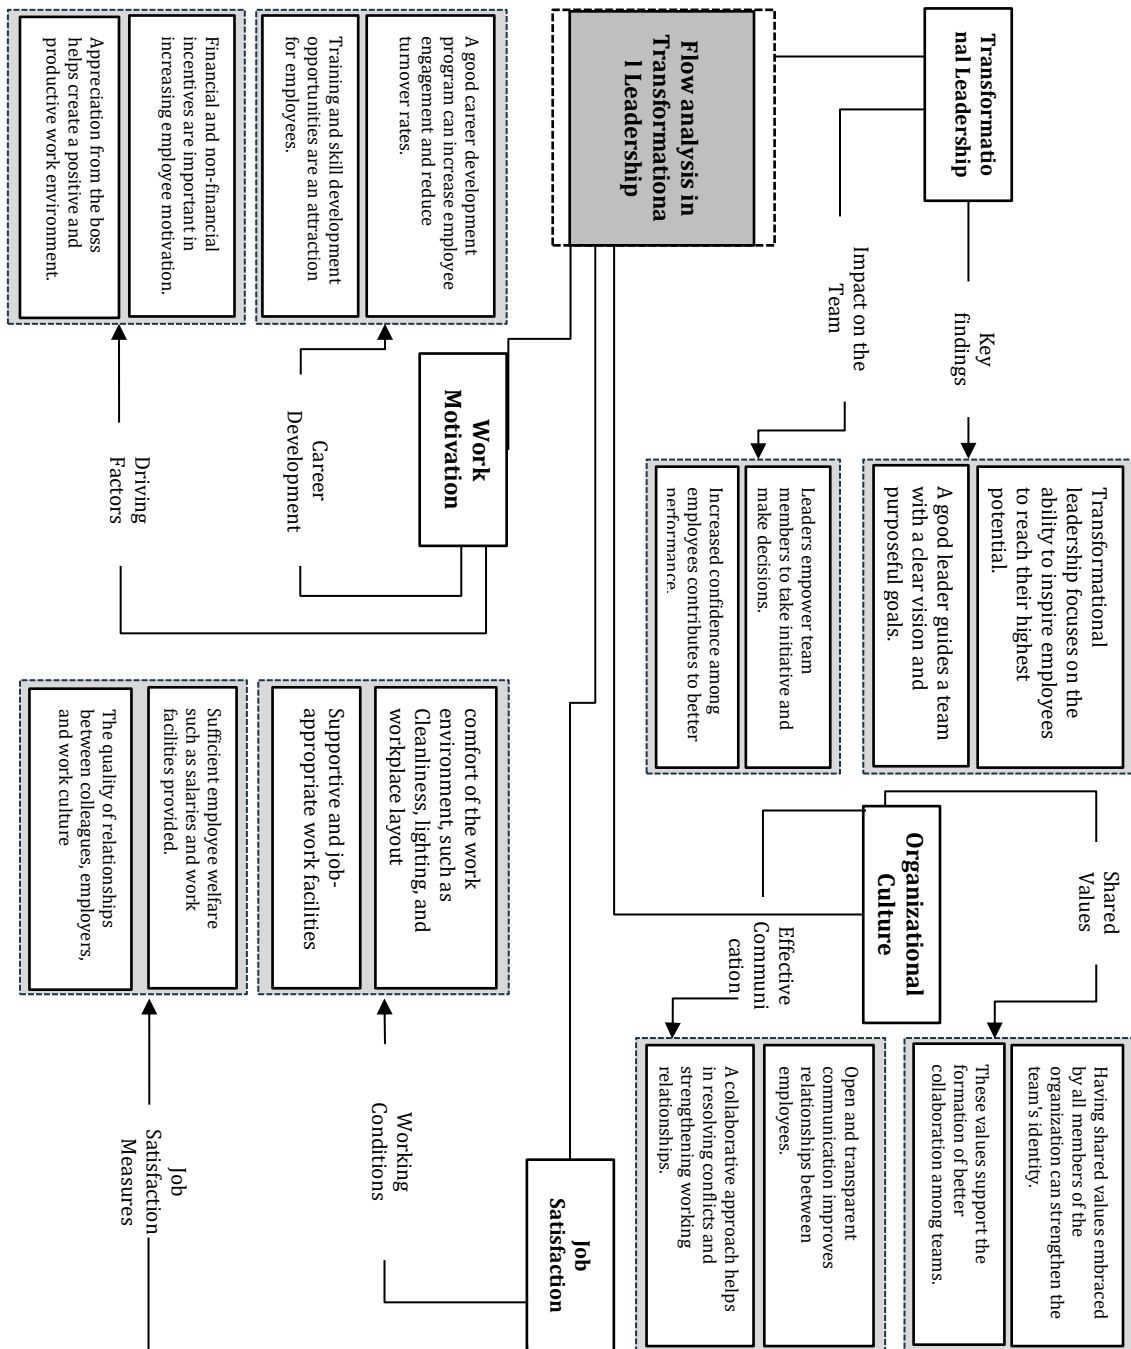 Flow analysis in
Transformationa
l Leadership
Transformatio
nal Leadership
Key
findings
Transformational
leadership focuses on the
ability to inspire employees
to reach their highest
potential.
A good leader guides a team
with a clear vision and
purposeful goals.
Impact on the
Team
Leaders empower team
members to take initiative and
make decisions.
Increased confidence among
employees contributes to better
performance.
Organizational
Culture
Shared
Values
Having shared values embraced
by all members of the
organization can strengthen the
team's identity.
These values support the
formation of better
collaboration among teams.
Effective
Communi
cation
Open and transparent
communication improves
relationships between
employees.
A collaborative approach helps
in resolving conflicts and
strengthening working
relationships.
Work
Motivation
Career
Development
A good career development
program can increase employee
engagement and reduce
turnover rates.
Training and skill development
opportunities are an attraction
for employees.
Driving
Factors
Financial and non-financial
incentives are important in
increasing employee motivation.
Appreciation from the boss
helps create a positive and
productive work environment.
Job
Satisfaction
Working
Conditions
comfort of the work
environment, such as
Cleanliness, lighting, and
workplace layout
Supportive and job-
appropriate work facilities
Job
Satisfaction
Measures
Sufficient employee welfare
such as salaries and work
facilities provided.
The quality of relationships
between colleagues, employers,
and work culture